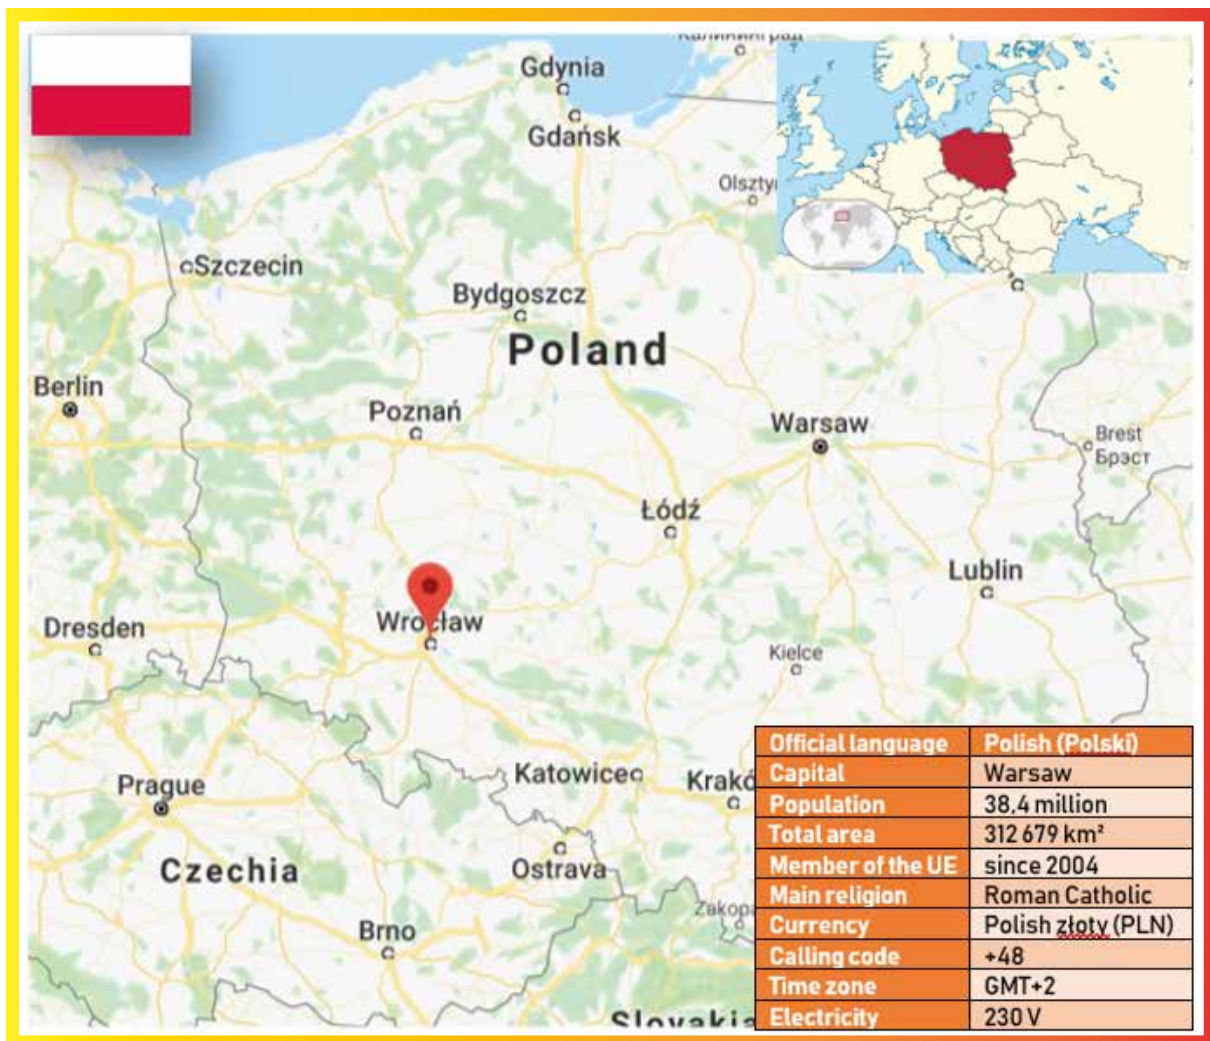 Gdynia
Gdańsk
Szczecin
Bydgoszcz
Poland
Berlin
Poznań
Warsaw
Brest
Брэст
Łódź
Lublin
Wrocław
Dresden
Kielce
Official language Polish (Polski)
Capital Warsaw
Population 38,4 million
Total area 312 679 km²
Member of the UE since 2004
Main religion Roman Catholic
Currency Polish złoty (PLN)
Calling code +48
Time zone GMT+2
Electricity 230 V
Prague
Katowice
Czechia
Ostrava
Brno
Slovakia